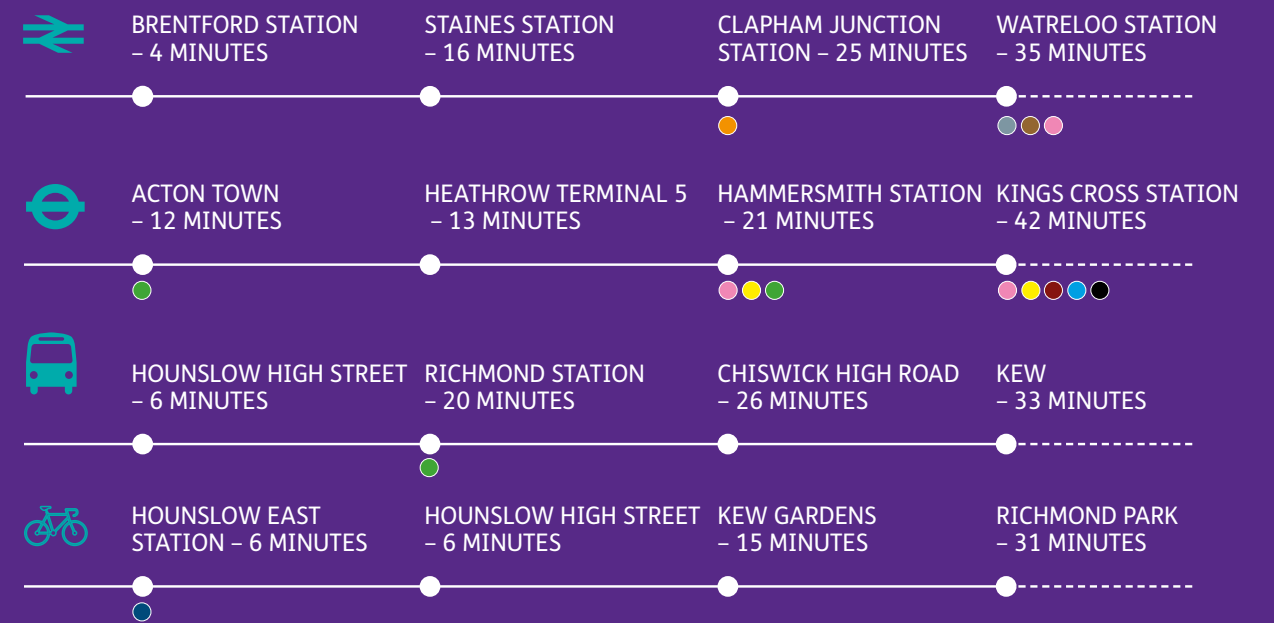 BRENTFORD STATION
– 4 MINUTES
STAINES STATION
– 16 MINUTES
CLAPHAM JUNCTION
STATION – 25 MINUTES
WATRELOO STATION
– 35 MINUTES
ACTON TOWN
– 12 MINUTES
HEATHROW TERMINAL 5
– 13 MINUTES
HAMMERSMITH STATION
– 21 MINUTES
KINGS CROSS STATION
– 42 MINUTES
HOUNSLOW HIGH STREET
– 6 MINUTES
RICHMOND STATION
– 20 MINUTES
CHISWICK HIGH ROAD
– 26 MINUTES
KEW
– 33 MINUTES
HOUNSLOW EAST
STATION – 6 MINUTES
HOUNSLOW HIGH STREET
– 6 MINUTES
KEW GARDENS
– 15 MINUTES
RICHMOND PARK
– 31 MINUTES